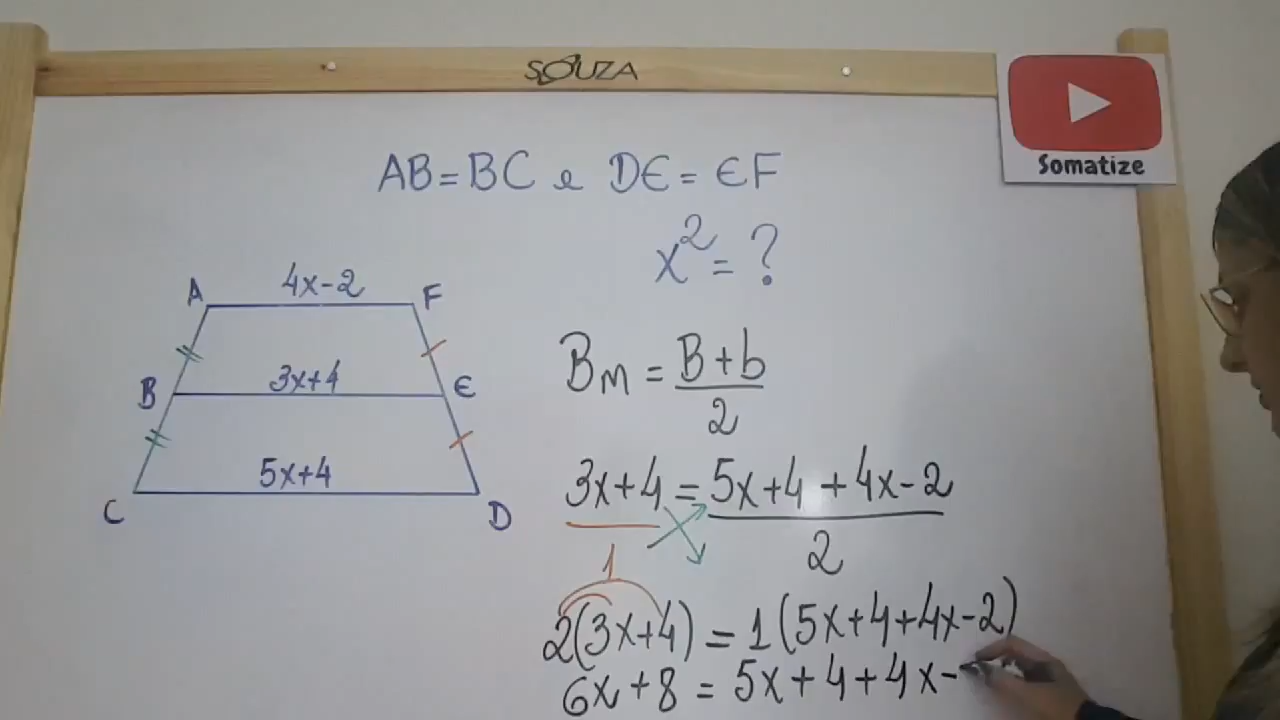 SOUZA
Somatize
AB = BC e DE = EF
x² = ?
A 4x-2 F
B 3x+4 E
C 5x+4 D
Bm = B+b/2
3x+4/1 = 5x+4+4x-2/2
2(3x+4) = 1(5x+4+4x-2)
6x+8 = 5x+4+4x-